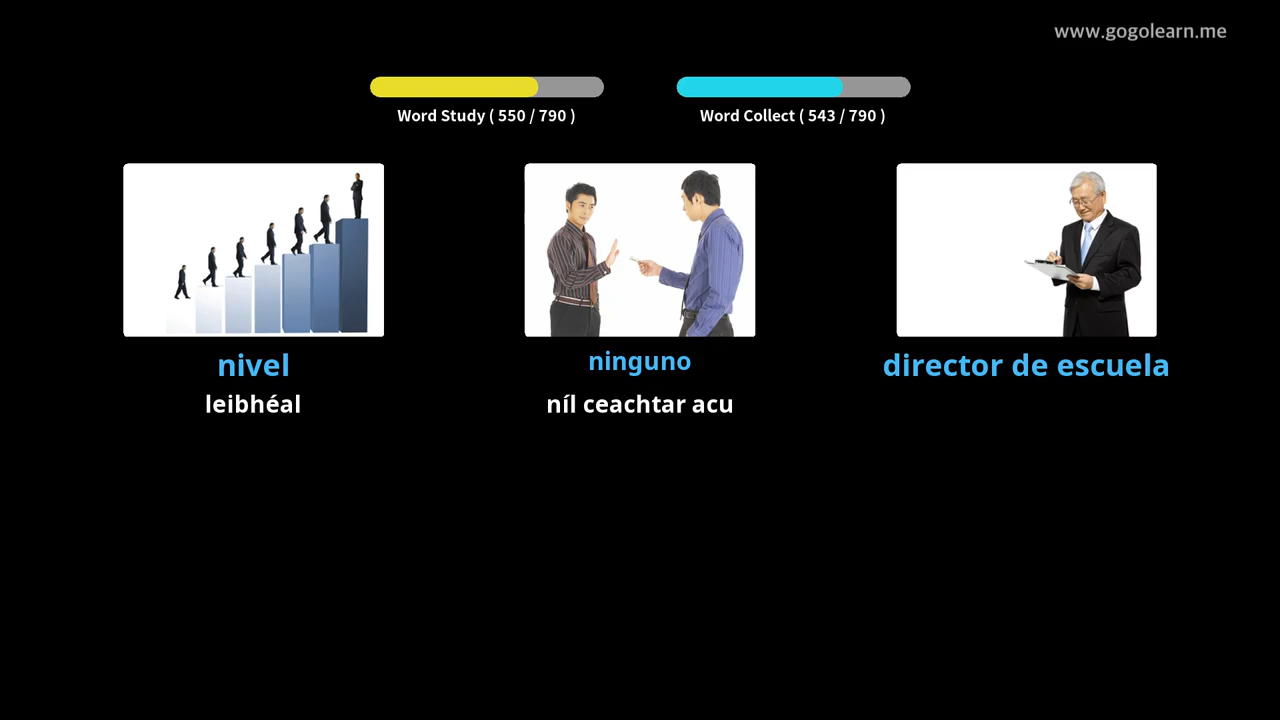 www.gogolearn.me
Word Study ( 550 / 790 )
Word Collect ( 543 / 790 )
nivel
leibhéal
ninguno
níl ceachtar acu
director de escuela